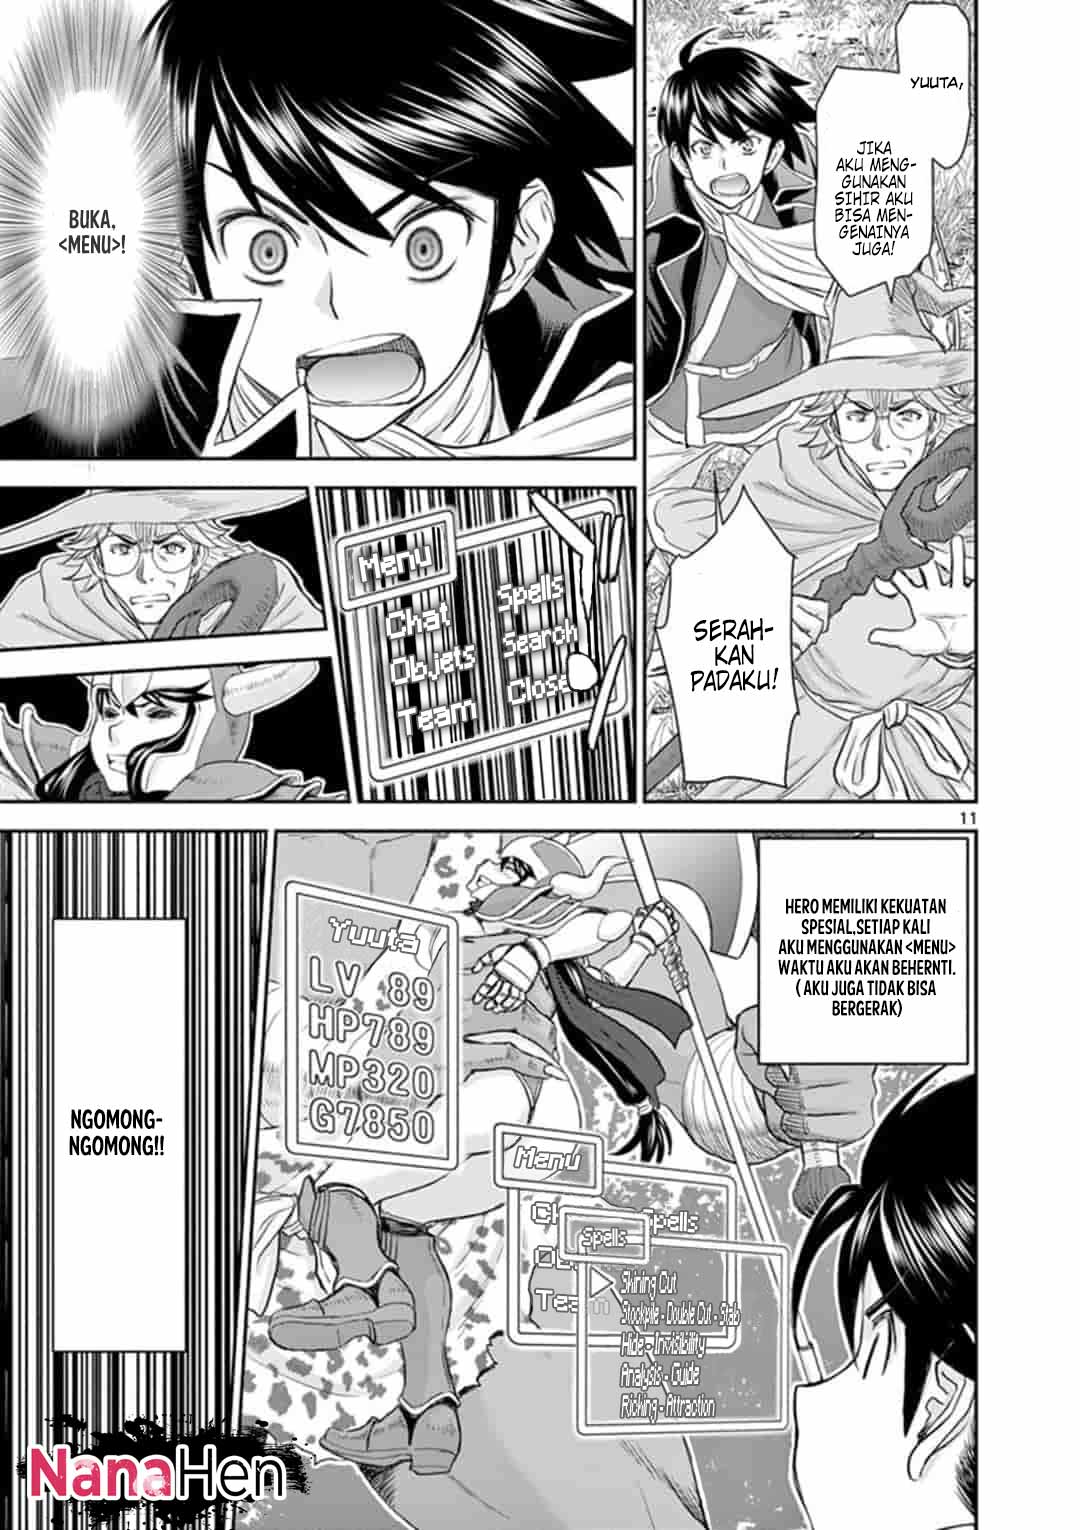 YUUTA,
JIKA
AKU MENG-
GUNAKAN
SIHIR AKU
BISA MEN-
GENAINYA
JUGA!
SERAH-
KAN
PADAKU!
BUKA,
<MENU>!
Menu
Chat
Objets
Team
Spells
Search
Close
11
HERO MEMILIKI KEKUATAN
SPESIAL,SETIAP KALI
AKU MENGGUNAKAN <MENU>
WAKTU AKU AKAN BEHERNTI.
( AKU JUGA TIDAK BISA
BERGERAK)
Yuuta
LV 89
HP789
MP320
G7850
Menu
Spells
Team
Spells
Skining Cut
Stockpile - Double Cut - Stab
Hide - Invisibility
Analysis - Guide
Ricking - Attraction
NGOMONG-
NGOMONG!!
NanaHen